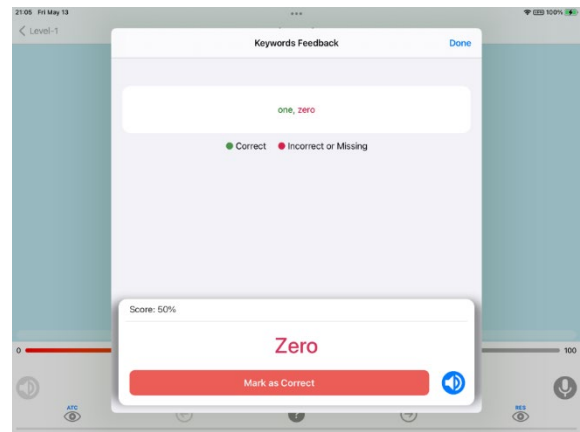 21:05 Fri May 13 ... 100%
Level-1
Keywords Feedback Done
one, zero
Correct Incorrect or Missing
Score: 50%
Zero
0 100
Mark as Correct
ATC ? RES